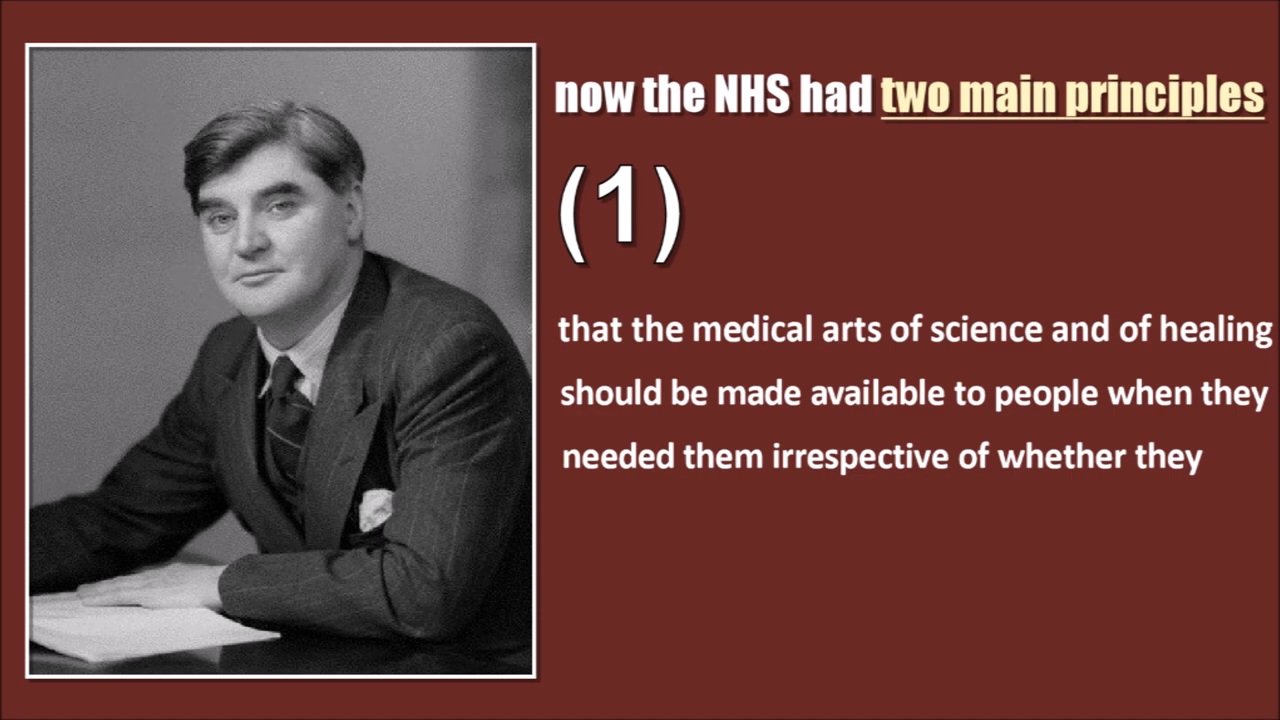 now the NHS had two main principles
(1)
that the medical arts of science and of healing
should be made available to people when they
needed them irrespective of whether they